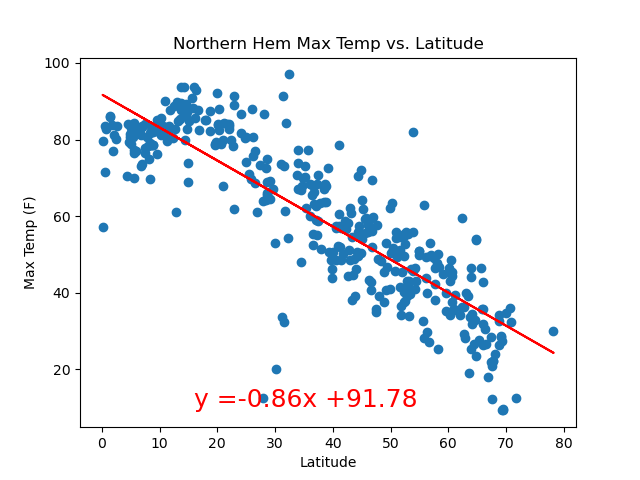 Northern Hem Max Temp vs. Latitude
100
80
60
40
20
Max Temp (F)
y =-0.86x +91.78
0 10 20 30 40 50 60 70 80
Latitude